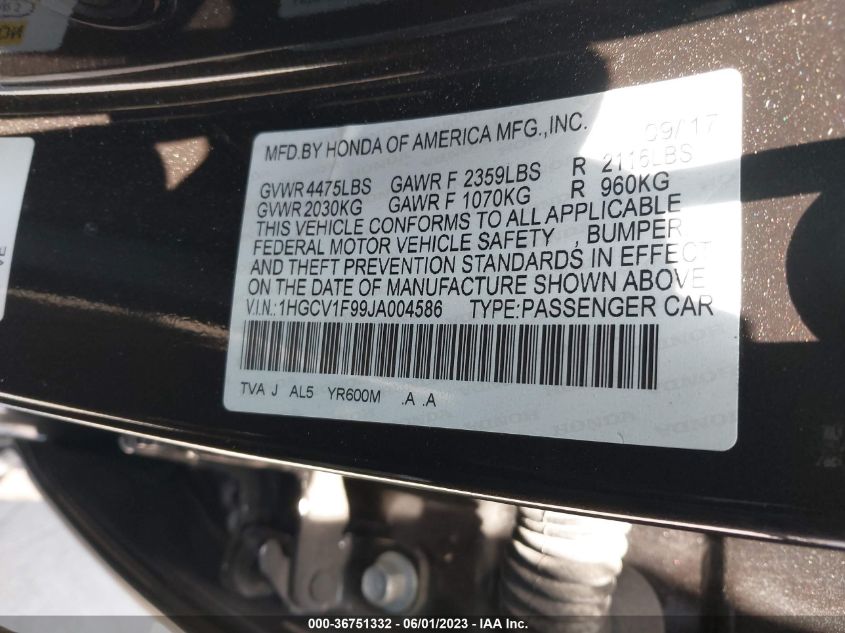 MFD.BY HONDA OF AMERICA MFG.,INC. 09/17
GVWR 4475LBS GAWR F 2359LBS R 2116LBS
GVWR 2030KG GAWR F 1070KG R 960KG
THIS VEHICLE CONFORMS TO ALL APPLICABLE
FEDERAL MOTOR VEHICLE SAFETY , BUMPER
AND THEFT PREVENTION STANDARDS IN EFFECT
ON THE DATE OF MANUFACTURE SHOWN ABOVE
V.I.N.:1HGCV1F99JA004586 TYPE:PASSENGER CAR
TVA J AL5 YR600M .A .A
HONDA HONDA
000-36751332 / 06/01/2023 / IAA Inc.